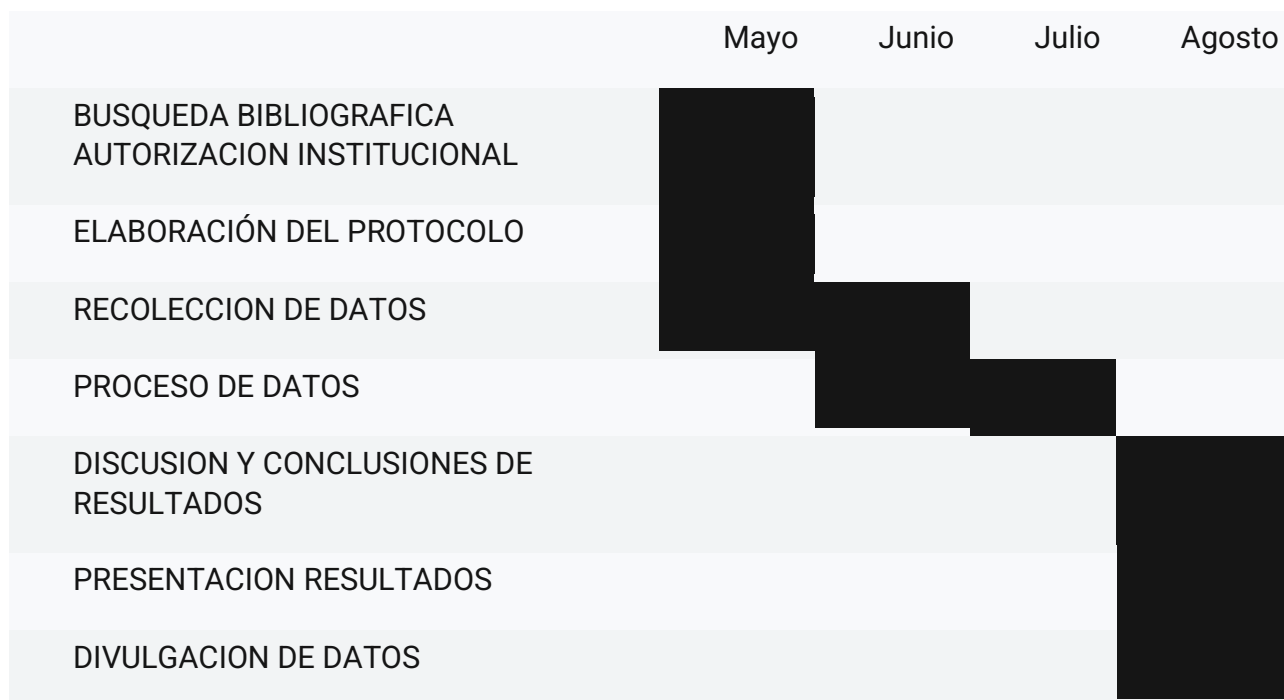 Mayo Junio Julio Agosto
BUSQUEDA BIBLIOGRAFICA
AUTORIZACION INSTITUCIONAL
ELABORACIÓN DEL PROTOCOLO
RECOLECCION DE DATOS
PROCESO DE DATOS
DISCUSION Y CONCLUSIONES DE
RESULTADOS
PRESENTACION RESULTADOS
DIVULGACION DE DATOS